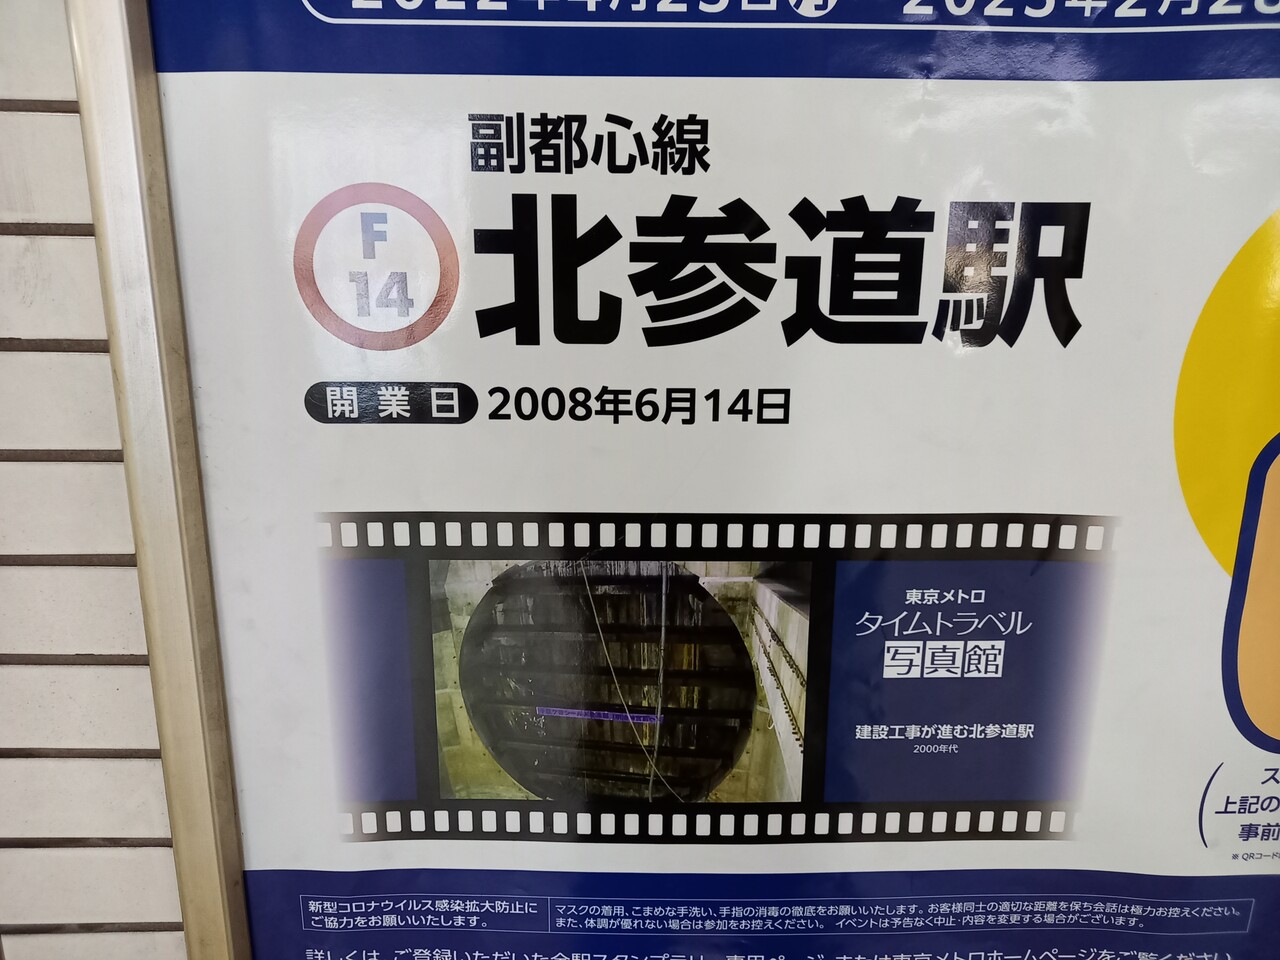 副都心線
F
14
北参道駅
開業日 2008年6月14日
東京メトロ
タイムトラベル
写真館
建設工事が進む北参道駅
2000年代
ス
上記の
事前
※QRコード
新型コロナウイルス感染拡大防止に
ご協力をお願いいたします。
マスクの着用、こまめな手洗い、手指の消毒の徹底をお願いいたします。お客様同士の適切な距離を保ち会話は極力お控えください。
また、体調が優れない場合は参加をお控えください。 イベントは予告なく中止・内容を変更する場合がございます。